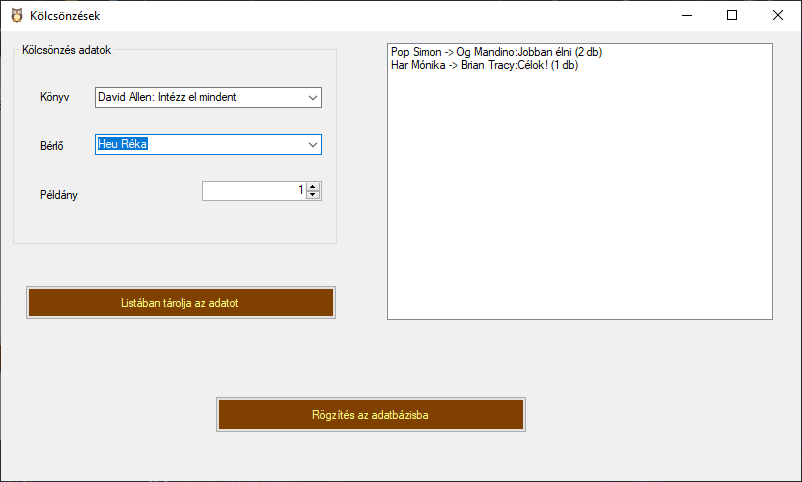 Kölcsönzések
Kölcsönzés adatok
Könyv
David Allen: Intézz el mindent
Bérlő
Heu Réka
Példány
1
Listában tárolja az adatot
Pop Simon -> Og Mandino:Jobban élni (2 db)
Har Mónika -> Brian Tracy:Célok! (1 db)
Rögzítés az adatbázisba